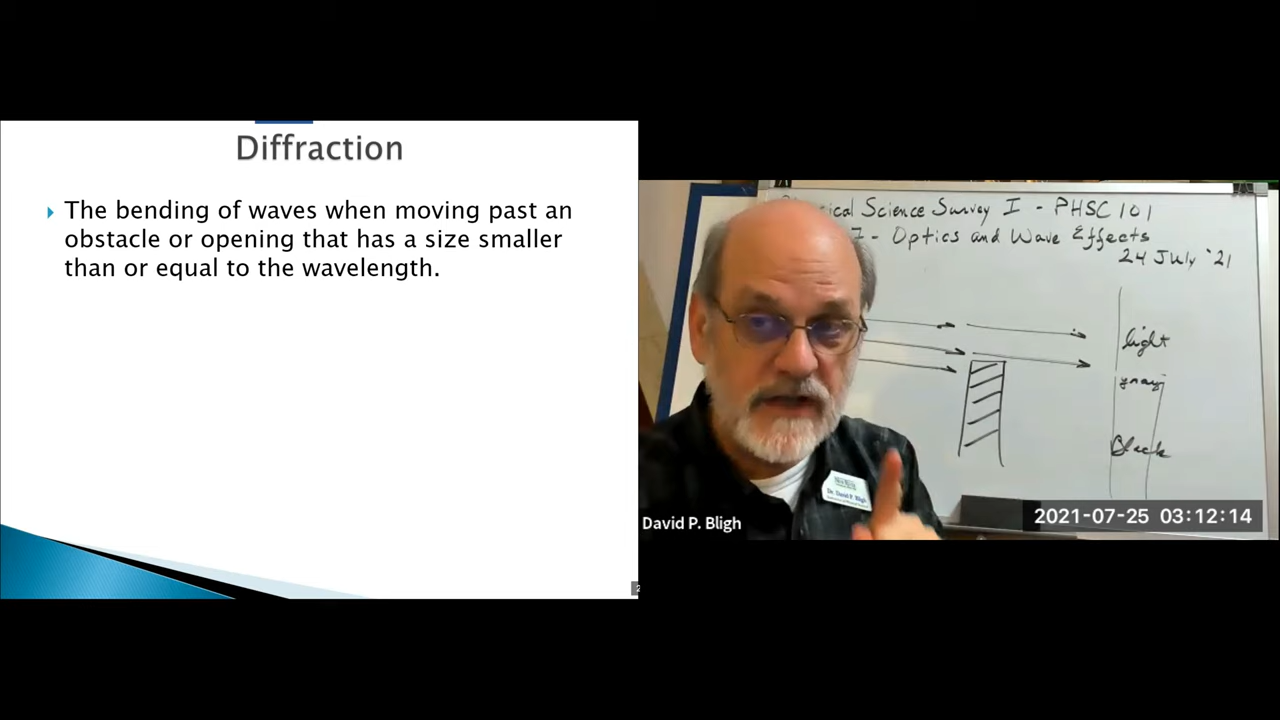 Diffraction
The bending of waves when moving past an
obstacle or opening that has a size smaller
than or equal to the wavelength.
2
Science Survey I - PHSC 101
7 - Optics and Wave Effects
24 July '21
light
gray
Black
Dr. David P. Bligh
David P. Bligh
2021-07-25 03:12:14